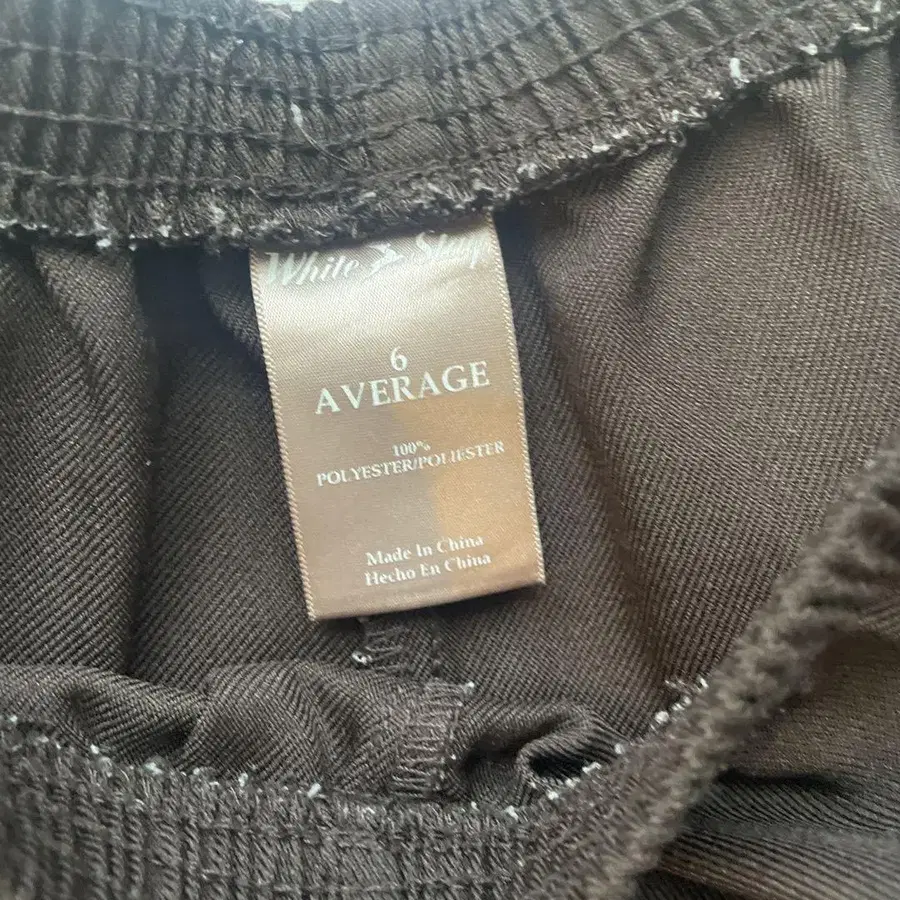 White Stag
6
AVERAGE
100%
POLYESTER/POLIESTER
Made In China
Hecho En China